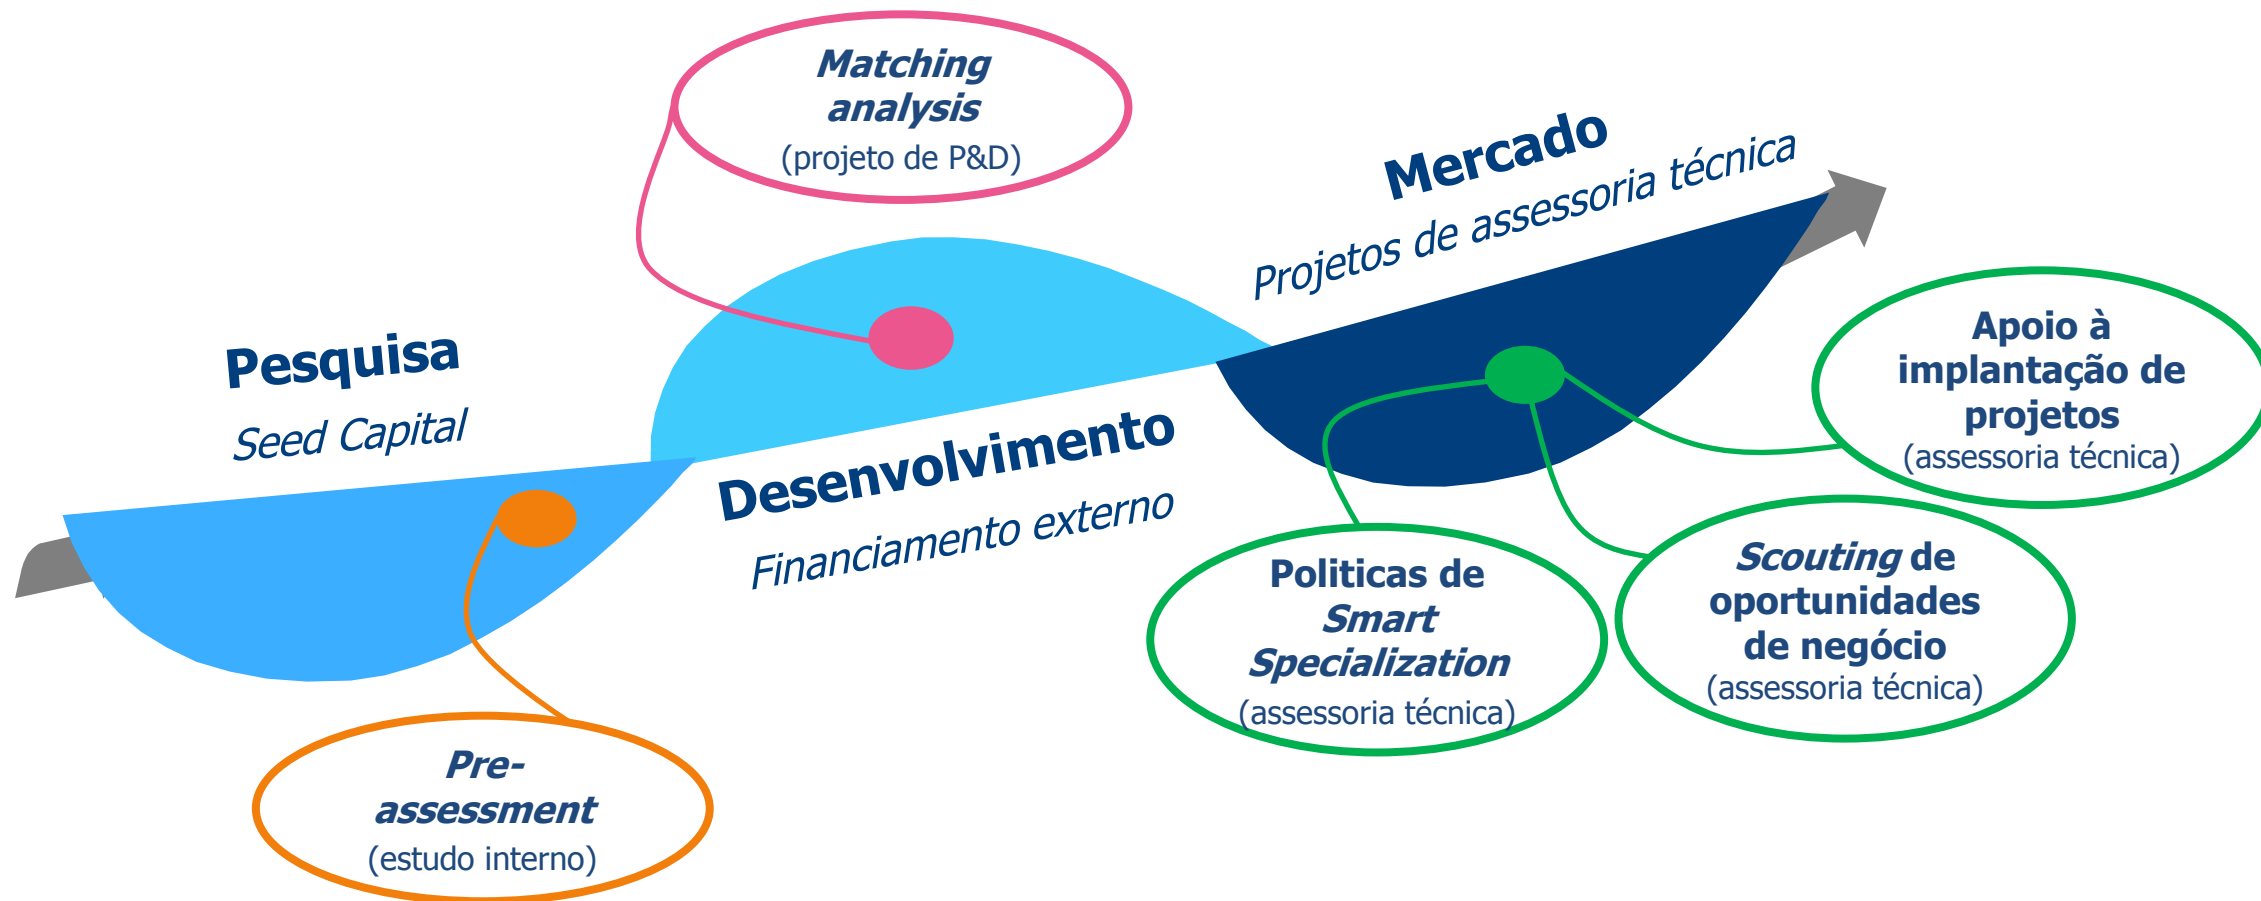 Matching
analysis
(projeto de P&D)
Mercado
Projetos de assessoria técnica
Pesquisa
Seed Capital
Desenvolvimento
Financiamento externo
Apoio à
implantação de
projetos
(assessoria técnica)
Politicas de
Smart
Specialization
(assessoria técnica)
Scouting de
oportunidades
de negócio
(assessoria técnica)
Pre-
assessment
(estudo interno)